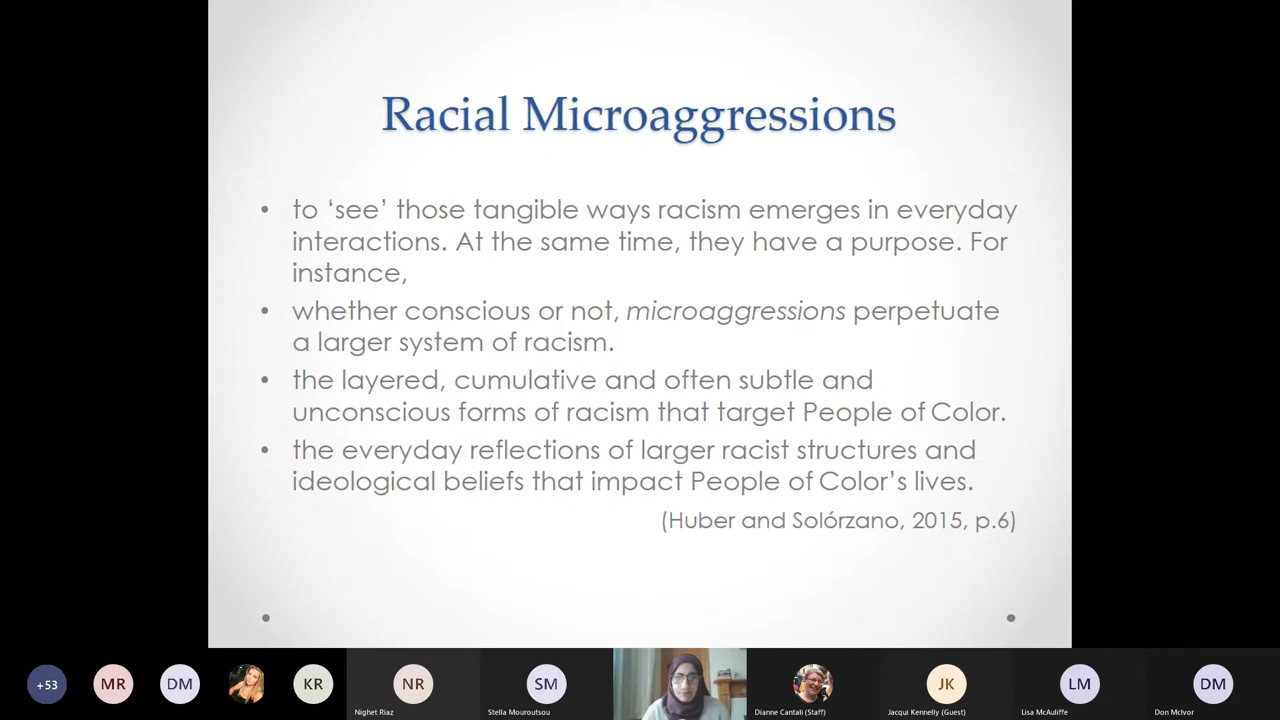 Racial Microaggressions
• to ‘see’ those tangible ways racism emerges in everyday
interactions. At the same time, they have a purpose. For
instance,
• whether conscious or not, microaggressions perpetuate
a larger system of racism.
• the layered, cumulative and often subtle and
unconscious forms of racism that target People of Color.
• the everyday reflections of larger racist structures and
ideological beliefs that impact People of Color’s lives.
(Huber and Solórzano, 2015, p.6)
+53 MR DM KR NR SM JK LM DM
Nighet Riaz Stella Mouroutsou Dianne Cantali (Staff) Jacqui Kennelly (Guest) Lisa McAuliffe Don McIvor